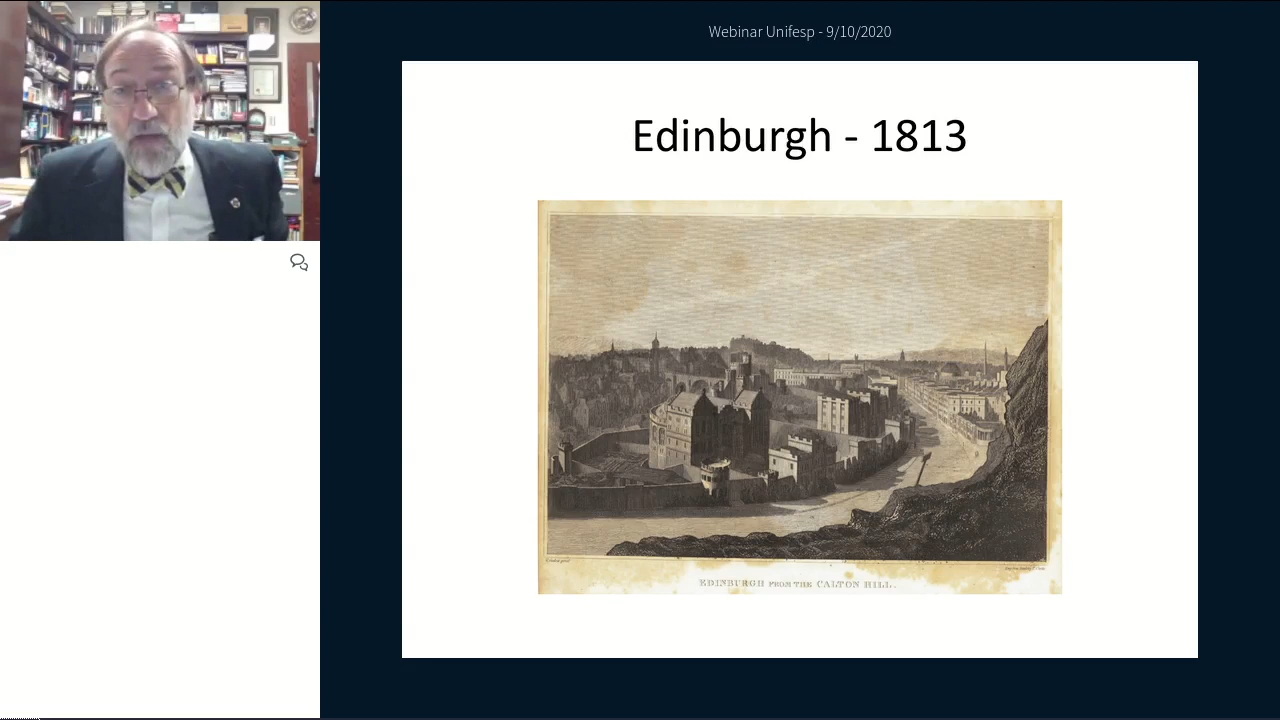 Webinar Unifesp - 9/10/2020
Edinburgh - 1813
EDINBURGH FROM THE CALTON HILL.